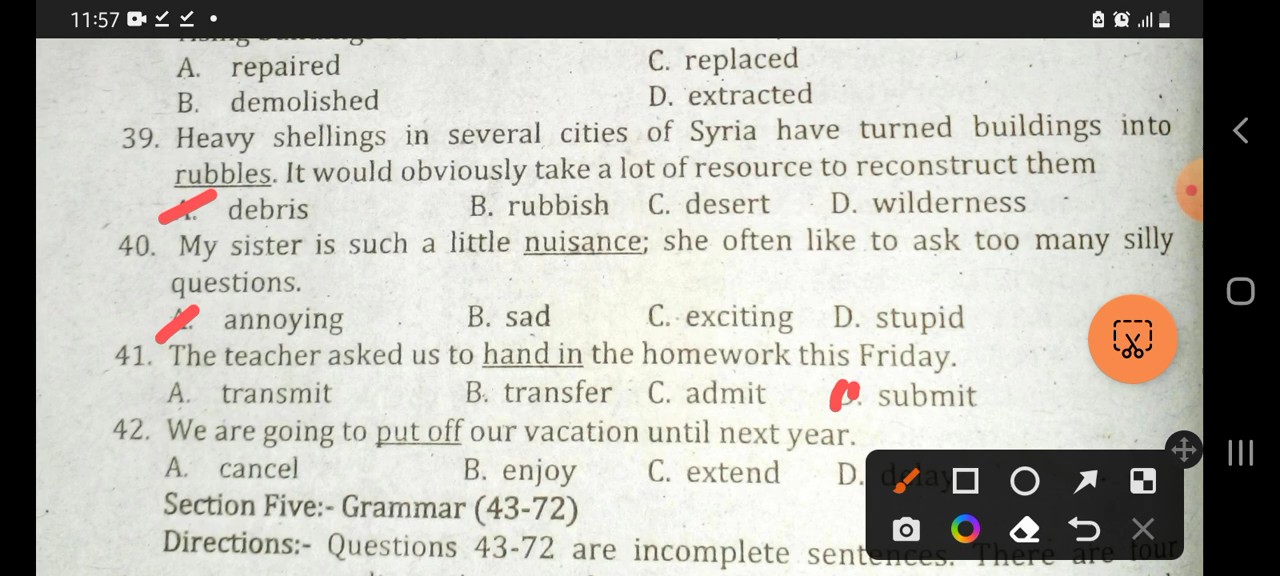 11:57
A. repaired C. replaced
B. demolished D. extracted
39. Heavy shellings in several cities of Syria have turned buildings into
rubbles. It would obviously take a lot of resource to reconstruct them
debris B. rubbish C. desert D. wilderness
40. My sister is such a little nuisance; she often like to ask too many silly
questions.
annoying B. sad C. exciting D. stupid
41. The teacher asked us to hand in the homework this Friday.
A. transmit B. transfer C. admit D. submit
42. We are going to put off our vacation until next year.
A. cancel B. enjoy C. extend D. delay
Section Five:- Grammar (43-72)
Directions:- Questions 43-72 are incomplete sentences. There are four